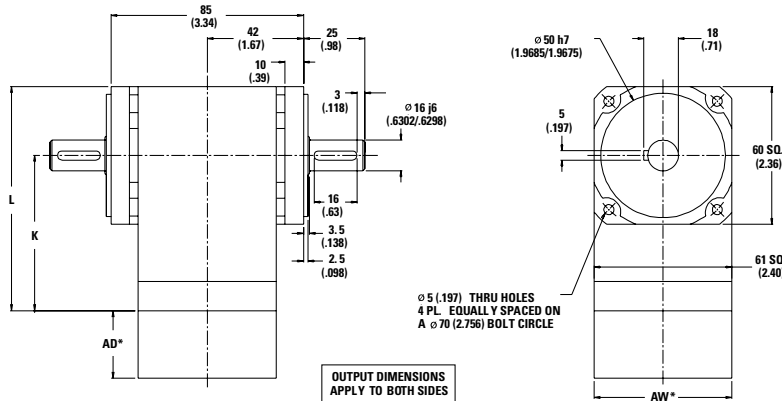 85
(3.34)
42
(1.67)
25
(.98)
10
(.39)
3
(.118)
Ø 16 j6
(.6302/.6298)
L
K
16
(.63)
3.5
(.138)
2.5
(.098)
AD*
OUTPUT DIMENSIONS
APPLY TO BOTH SIDES
Ø 50 h7
(1.9685/1.9675)
18
(.71)
5
(.197)
60 SQ.
(2.36)
61 SQ
(2.40)
Ø 5 (.197) THRU HOLES
4 PL. EQUALLY SPACED ON
A Ø 70 (2.756) BOLT CIRCLE
AW*